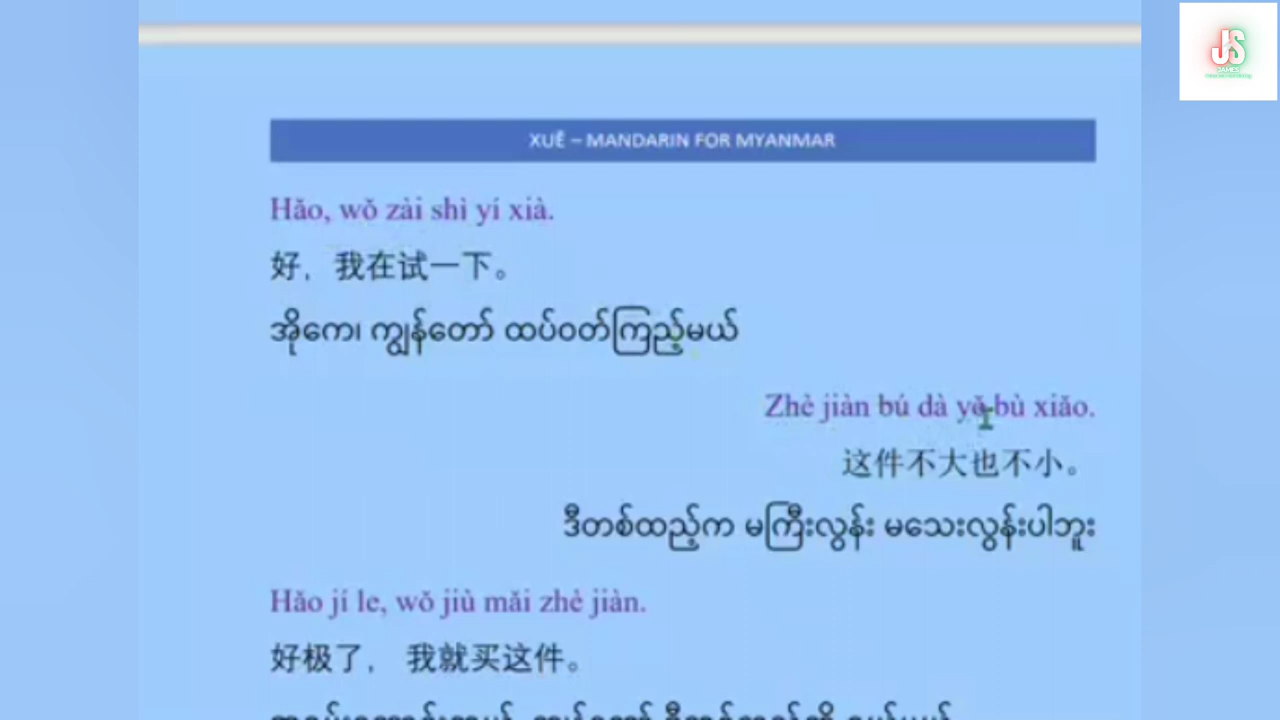 JS
XUĒ – MANDARIN FOR MYANMAR
Hǎo, wǒ zài shì yí xià.
好，我在试一下。
အိုကေ၊ ကျွန်တော် ထပ်ဝတ်ကြည့်မယ်
Zhè jiàn bú dà yě bù xiǎo.
这件不大也不小。
ဒီတစ်ထည့်က မကြီးလွန်း မသေးလွန်းပါဘူး
Hǎo jí le, wǒ jiù mǎi zhè jiàn.
好极了， 我就买这件。